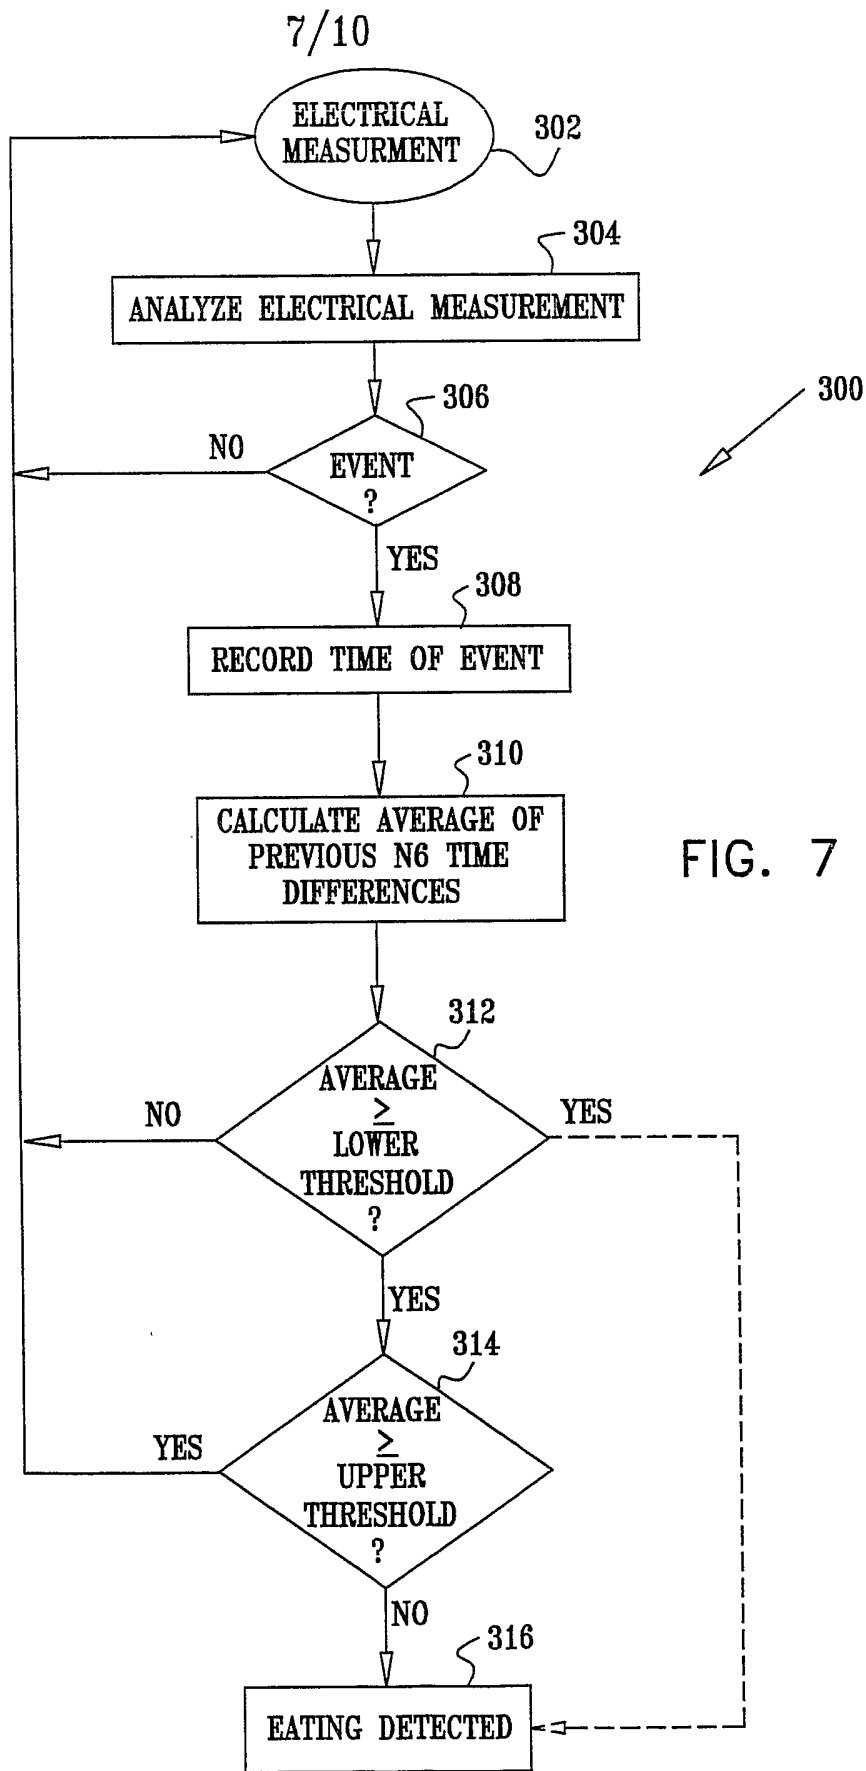 7/10
ELECTRICAL
MEASURMENT
302
304
ANALYZE ELECTRICAL MEASUREMENT
306
300
NO
EVENT
?
YES
308
RECORD TIME OF EVENT
310
CALCULATE AVERAGE OF
PREVIOUS N6 TIME
DIFFERENCES
FIG. 7
312
AVERAGE
≥
LOWER
THRESHOLD
?
NO
YES
YES
314
AVERAGE
≥
UPPER
THRESHOLD
?
YES
NO
316
EATING DETECTED